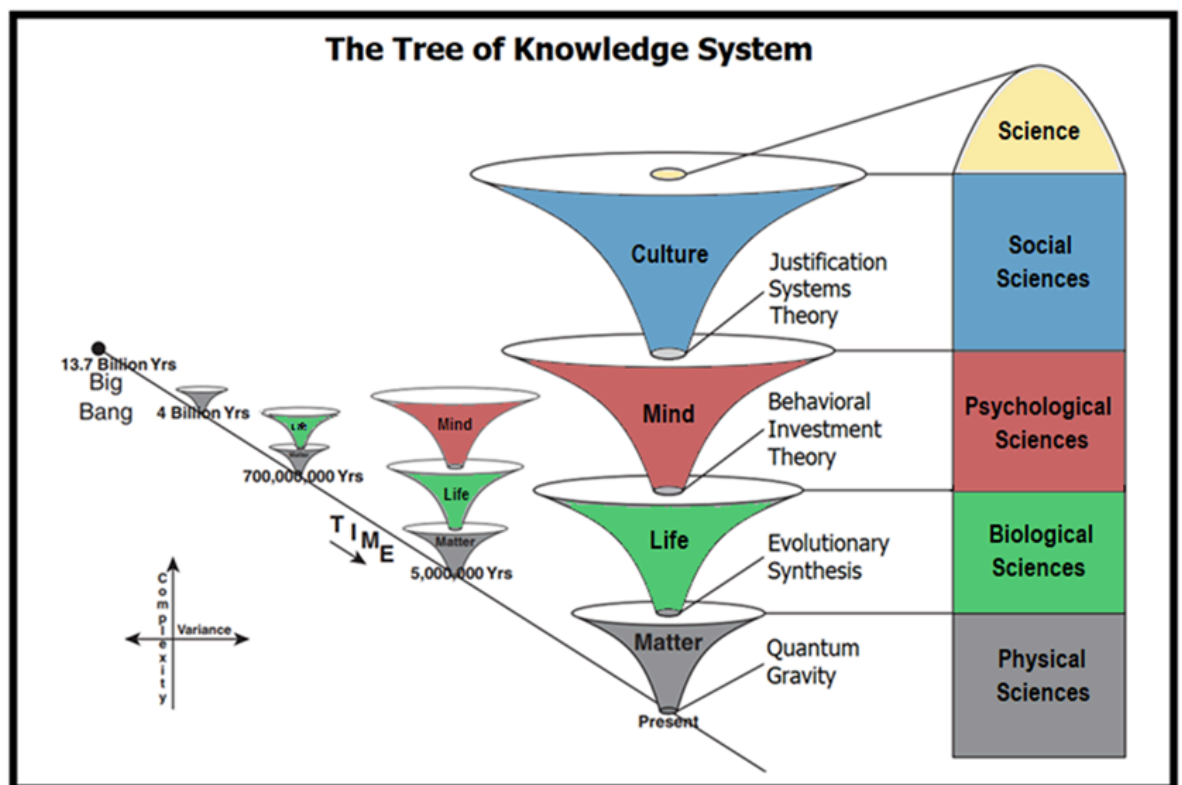 The Tree of Knowledge System
Science
Culture
Social
Sciences
Justification
Systems
Theory
13.7 Billion Yrs
Big
Bang
4 Billion Yrs
Life
Matter
700,000,000 Yrs
Mind
Life
Matter
5,000,000 Yrs
TIME
Mind
Behavioral
Investment
Theory
Psychological
Sciences
Life
Evolutionary
Synthesis
Biological
Sciences
Complexity
Variance
Matter
Quantum
Gravity
Physical
Sciences
Present